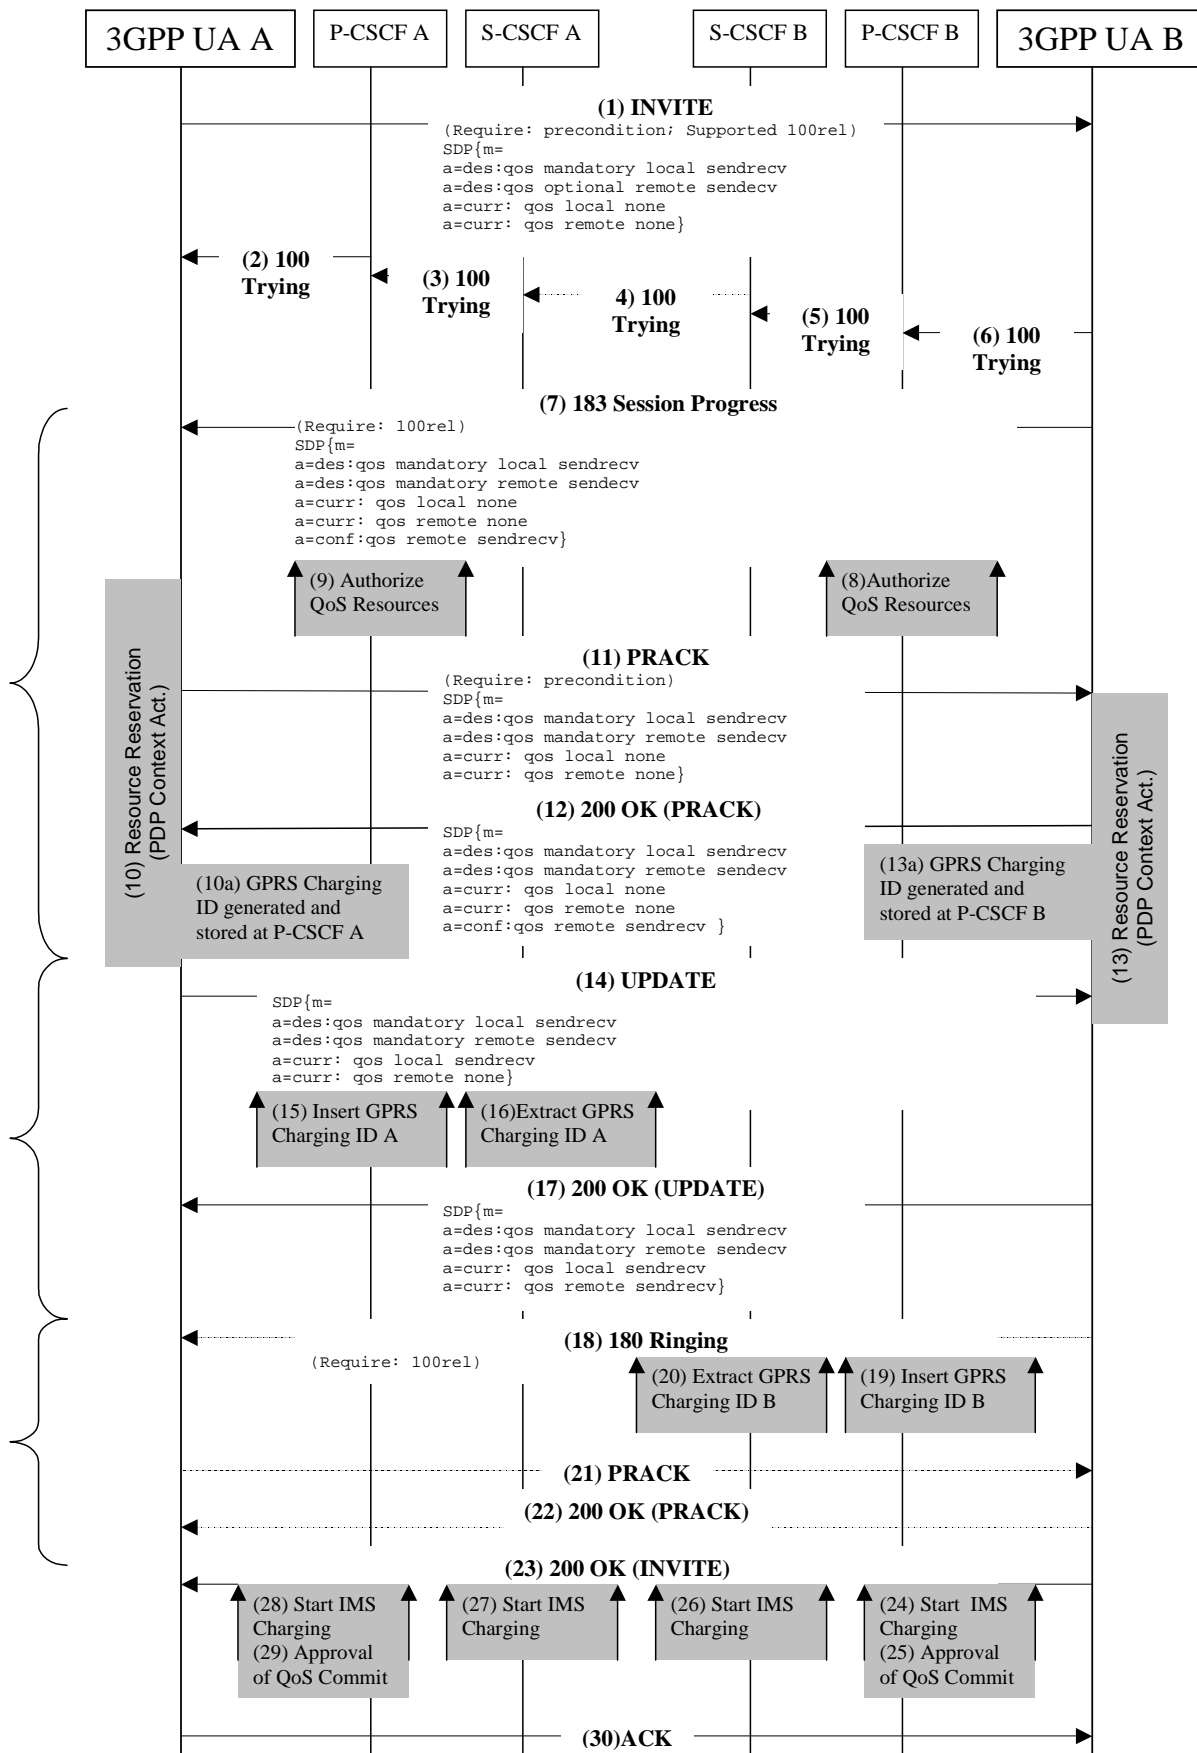 3GPP UA A
P-CSCF A
S-CSCF A
S-CSCF B
P-CSCF B
3GPP UA B
(1) INVITE
(Require: precondition; Supported 100rel)
SDP{m=
a=des:qos mandatory local sendrecv
a=des:qos optional remote sendecv
a=curr: qos local none
a=curr: qos remote none}
(2) 100
Trying
(3) 100
Trying
4) 100
Trying
(5) 100
Trying
(6) 100
Trying
(7) 183 Session Progress
(Require: 100rel)
SDP{m=
a=des:qos mandatory local sendrecv
a=des:qos mandatory remote sendecv
a=curr: qos local none
a=curr: qos remote none
a=conf:qos remote sendrecv}
(9) Authorize
QoS Resources
(8)Authorize
QoS Resources
(10) Resource Reservation
(PDP Context Act.)
(11) PRACK
(Require: precondition)
SDP{m=
a=des:qos mandatory local sendrecv
a=des:qos mandatory remote sendecv
a=curr: qos local none
a=curr: qos remote none}
(13) Resource Reservation
(PDP Context Act.)
(12) 200 OK (PRACK)
SDP{m=
a=des:qos mandatory local sendrecv
a=des:qos mandatory remote sendecv
a=curr: qos local none
a=curr: qos remote none
a=conf:qos remote sendrecv }
(10a) GPRS Charging
ID generated and
stored at P-CSCF A
(13a) GPRS Charging
ID generated and
stored at P-CSCF B
(14) UPDATE
SDP{m=
a=des:qos mandatory local sendrecv
a=des:qos mandatory remote sendecv
a=curr: qos local sendrecv
a=curr: qos remote none}
(15) Insert GPRS
Charging ID A
(16)Extract GPRS
Charging ID A
(17) 200 OK (UPDATE)
SDP{m=
a=des:qos mandatory local sendrecv
a=des:qos mandatory remote sendecv
a=curr: qos local sendrecv
a=curr: qos remote sendrecv}
(18) 180 Ringing
(Require: 100rel)
(20) Extract GPRS
Charging ID B
(19) Insert GPRS
Charging ID B
(21) PRACK
(22) 200 OK (PRACK)
(23) 200 OK (INVITE)
(28) Start IMS
Charging
(29) Approval
of QoS Commit
(27) Start IMS
Charging
(26) Start IMS
Charging
(24) Start  IMS
Charging
(25) Approval
of QoS Commit
(30)ACK